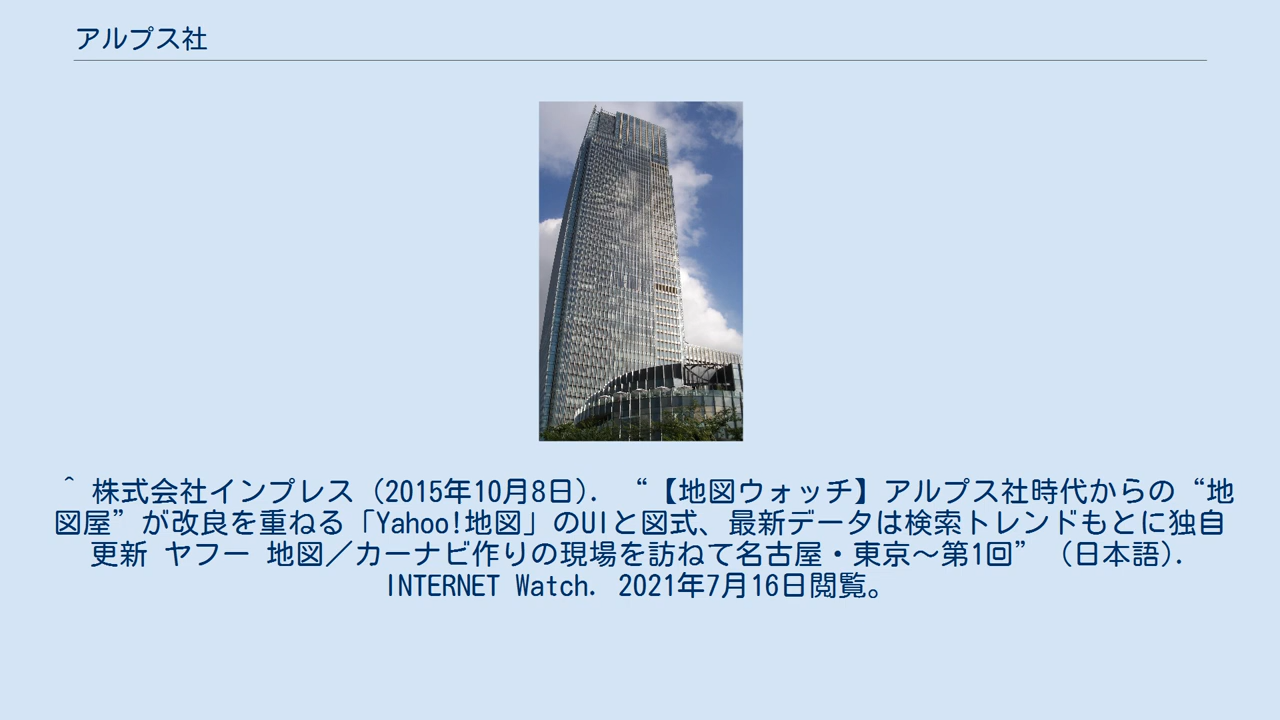 アルプス社
^ 株式会社インプレス (2015年10月8日). “【地図ウォッチ】アルプス社時代からの“地
図屋”が改良を重ねる「Yahoo!地図」のUIと図式、最新データは検索トレンドもとに独自
更新 ヤフー 地図／カーナビ作りの現場を訪ねて名古屋・東京～第1回” (日本語).
INTERNET Watch. 2021年7月16日閲覧。